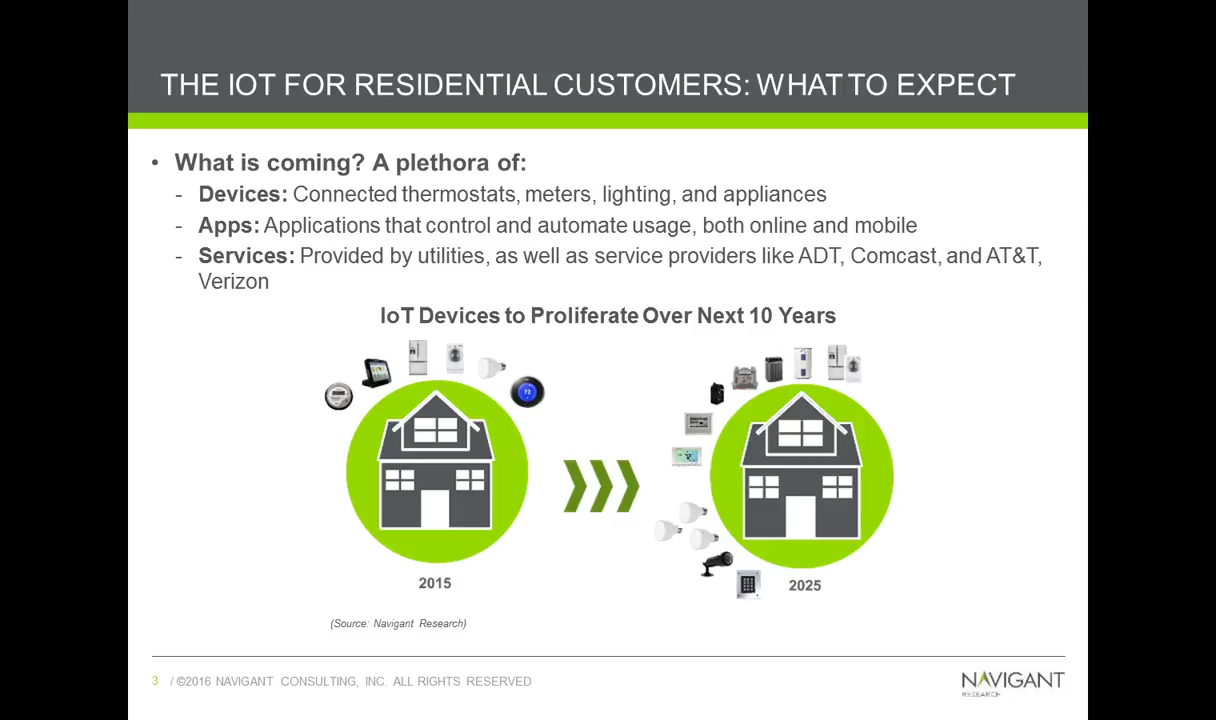 THE IOT FOR RESIDENTIAL CUSTOMERS: WHAT TO EXPECT
• What is coming? A plethora of:
- Devices: Connected thermostats, meters, lighting, and appliances
- Apps: Applications that control and automate usage, both online and mobile
- Services: Provided by utilities, as well as service providers like ADT, Comcast, and AT&T,
Verizon
IoT Devices to Proliferate Over Next 10 Years
72
2015
2025
(Source: Navigant Research)
3 / ©2016 NAVIGANT CONSULTING, INC. ALL RIGHTS RESERVED
NAVIGANT
RESEARCH